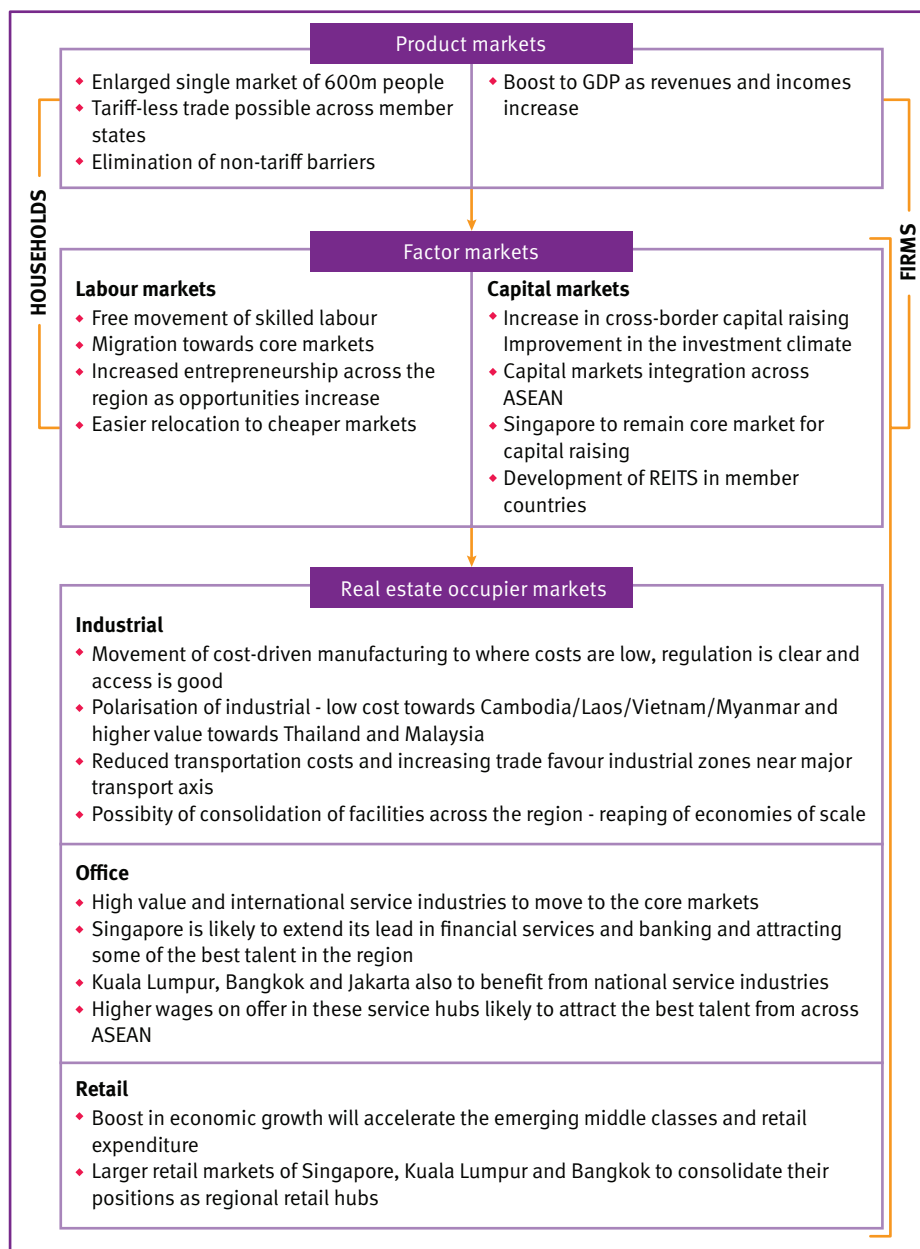 Product markets
◆ Enlarged single market of 600m people
◆ Tariff-less trade possible across member
states
◆ Elimination of non-tariff barriers
◆ Boost to GDP as revenues and incomes
increase
HOUSEHOLDS
FIRMS
Factor markets
Labour markets
◆ Free movement of skilled labour
◆ Migration towards core markets
◆ Increased entrepreneurship across the
region as opportunities increase
◆ Easier relocation to cheaper markets
Capital markets
◆ Increase in cross-border capital raising
Improvement in the investment climate
◆ Capital markets integration across
ASEAN
◆ Singapore to remain core market for
capital raising
◆ Development of REITS in member
countries
Real estate occupier markets
Industrial
◆ Movement of cost-driven manufacturing to where costs are low, regulation is clear and
access is good
◆ Polarisation of industrial - low cost towards Cambodia/Laos/Vietnam/Myanmar and
higher value towards Thailand and Malaysia
◆ Reduced transportation costs and increasing trade favour industrial zones near major
transport axis
◆ Possibity of consolidation of facilities across the region - reaping of economies of scale
Office
◆ High value and international service industries to move to the core markets
◆ Singapore is likely to extend its lead in financial services and banking and attracting
some of the best talent in the region
◆ Kuala Lumpur, Bangkok and Jakarta also to benefit from national service industries
◆ Higher wages on offer in these service hubs likely to attract the best talent from across
ASEAN
Retail
◆ Boost in economic growth will accelerate the emerging middle classes and retail
expenditure
◆ Larger retail markets of Singapore, Kuala Lumpur and Bangkok to consolidate their
positions as regional retail hubs